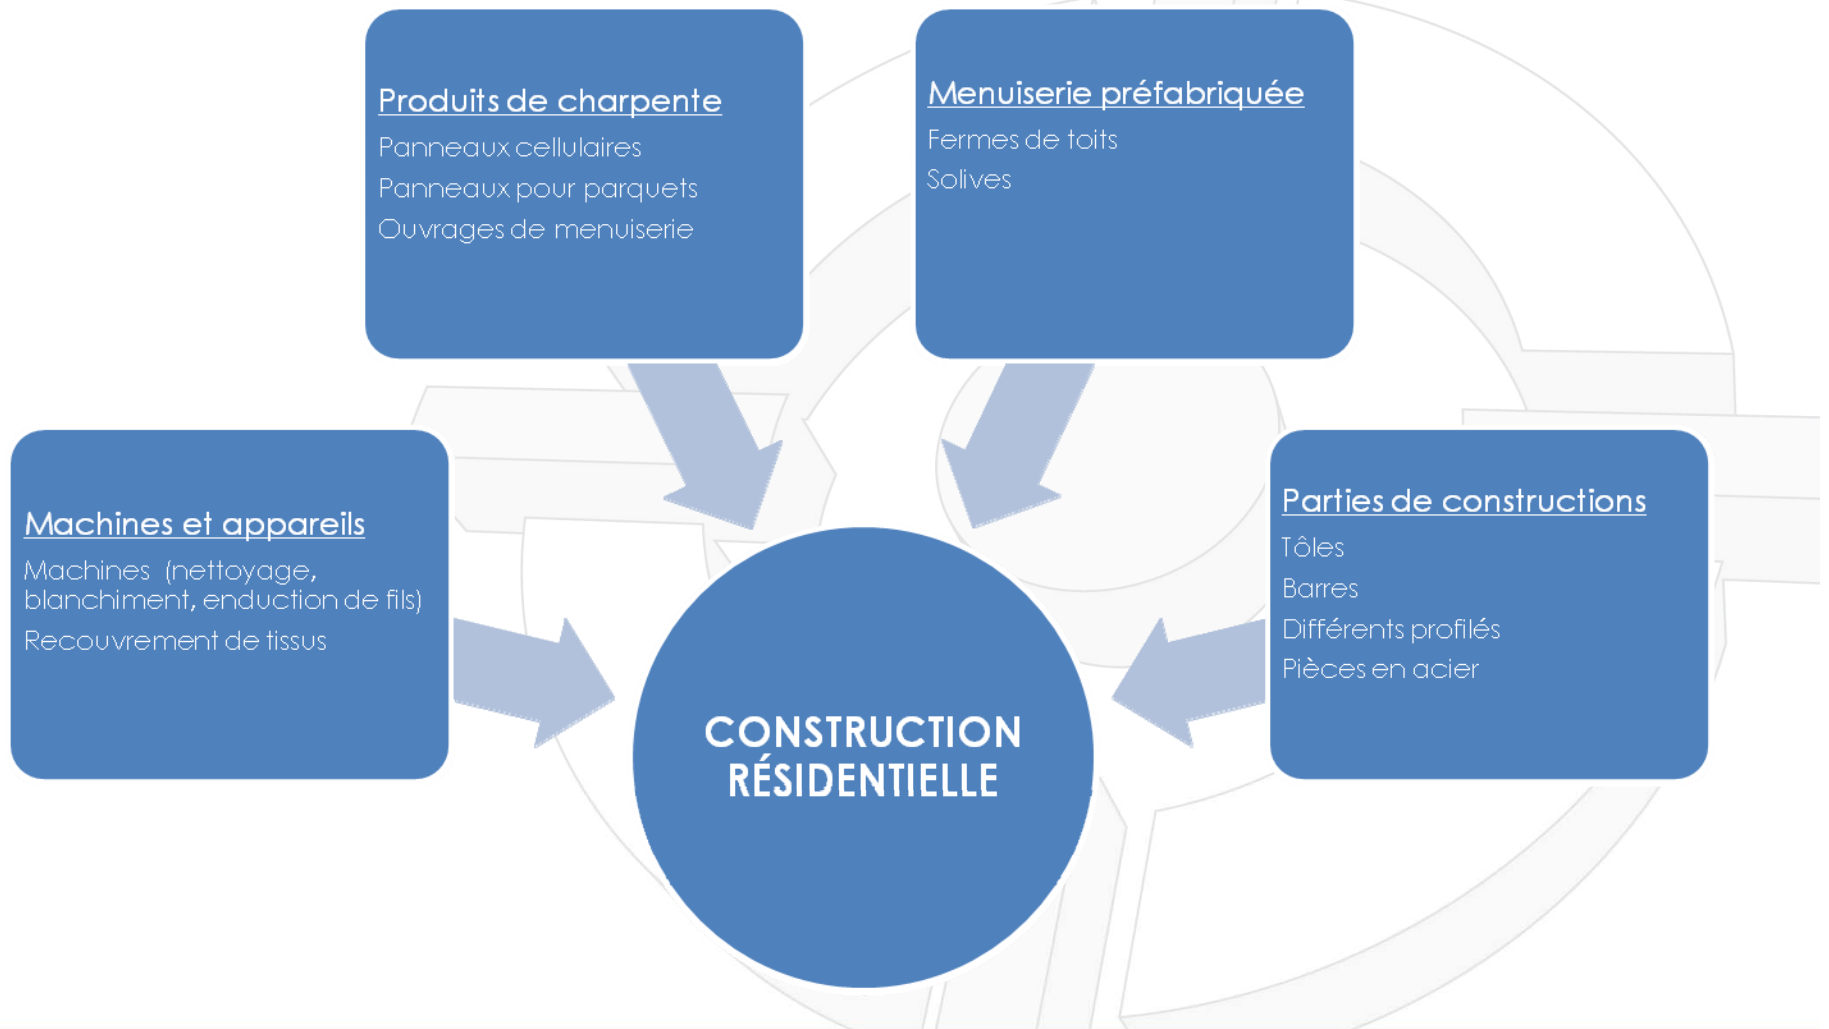 Produits de charpente
Panneaux cellulaires
Panneaux pour parquets
Ouvrages de menuiserie
Menuiserie préfabriquée
Fermes de toits
Solives
Machines et appareils
Machines (nettoyage,
blanchiment, enduction de fils)
Recouvrement de tissus
Parties de constructions
Tôles
Barres
Différents profilés
Pièces en acier
CONSTRUCTION
RÉSIDENTIELLE